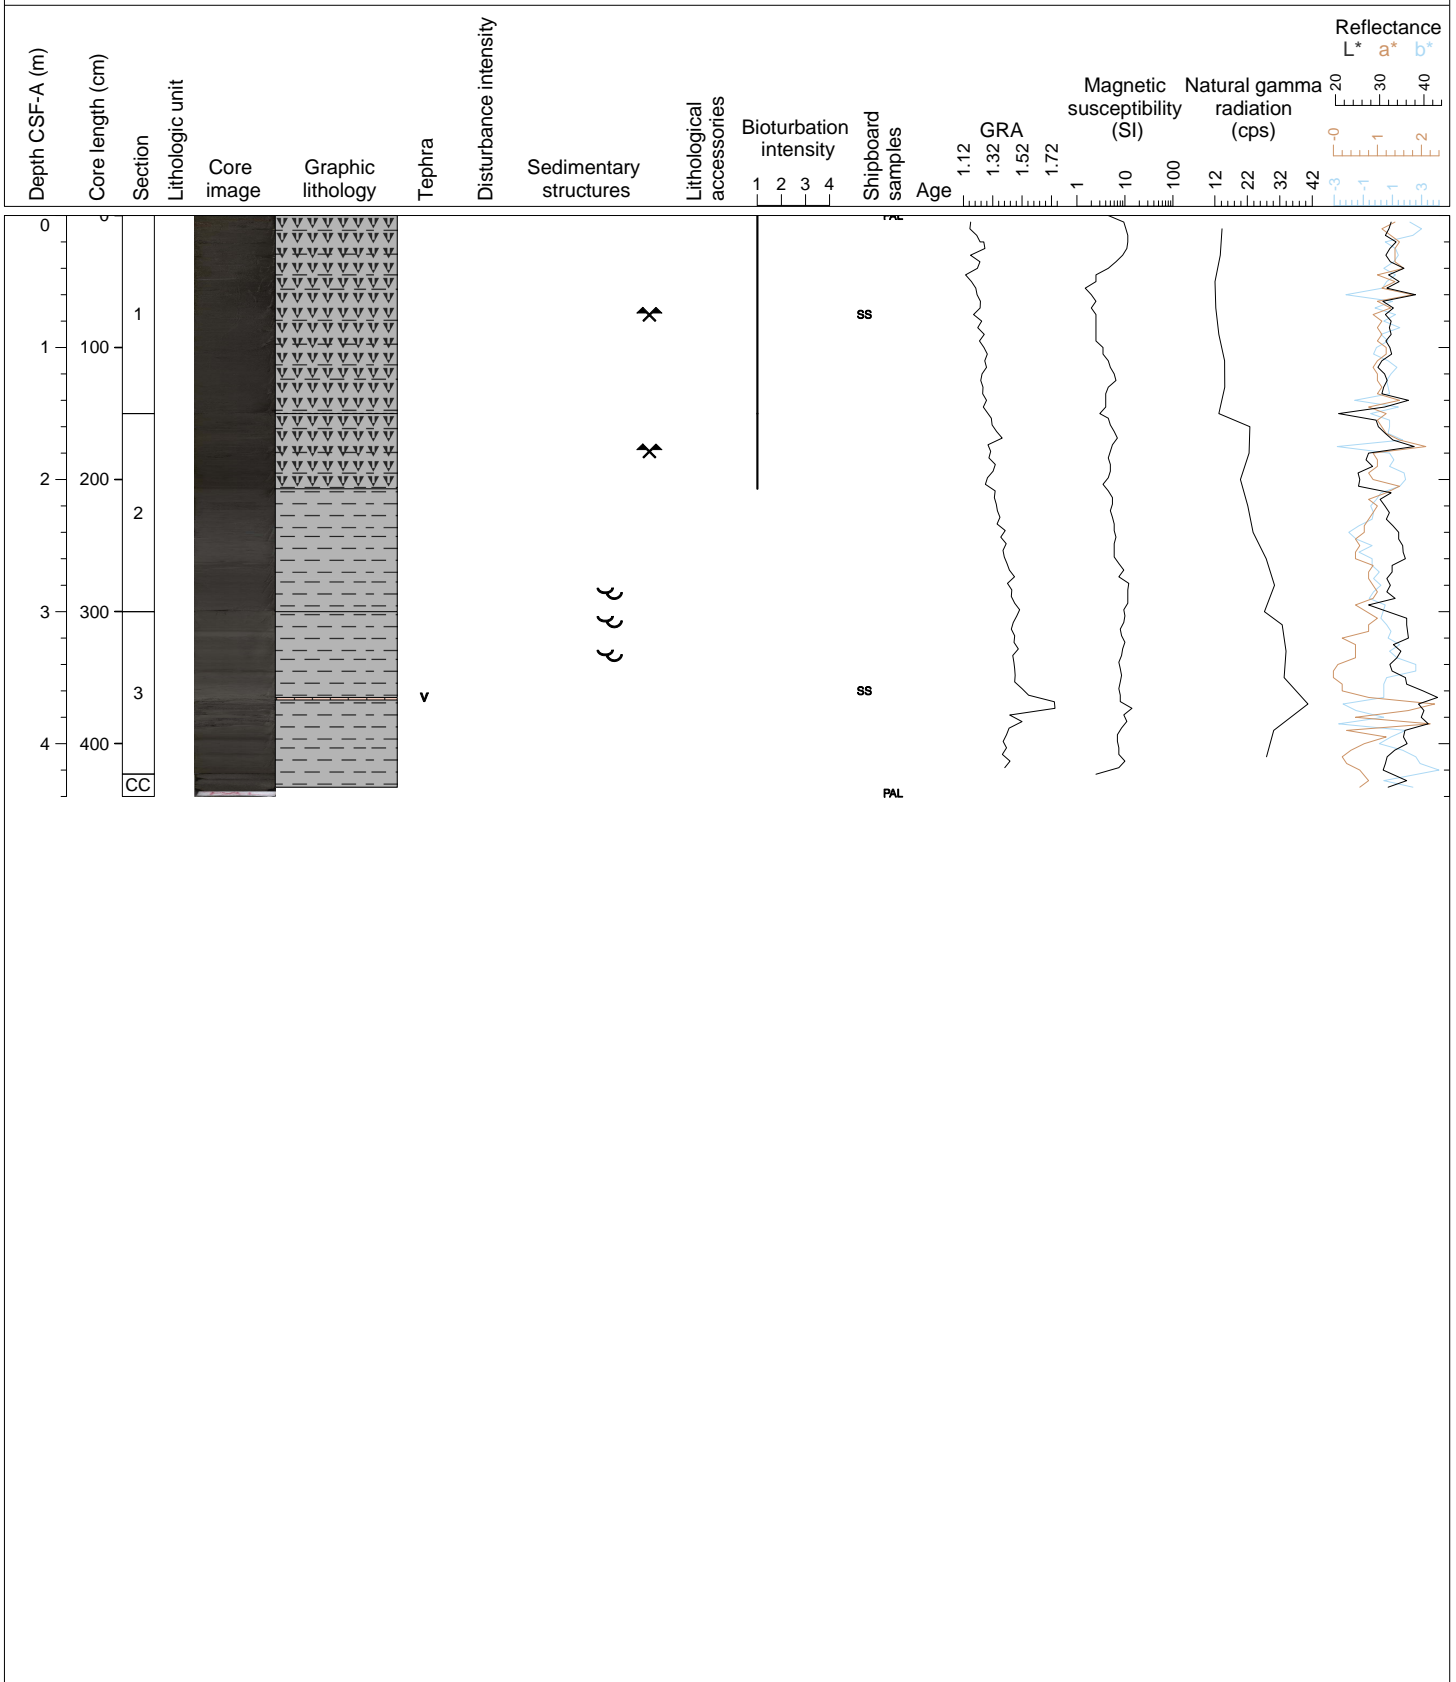 Depth CSF-A (m)
Core length (cm)
Section
Lithologic unit
Core
image
Graphic
lithology
Tephra
Disturbance intensity
Sedimentary
structures
Lithological
accessories
Bioturbation
intensity
1 2 3 4
Shipboard
samples
Age
GRA
1.12 1.32 1.52 1.72
Magnetic
susceptibility
(SI)
1 10 100
Natural gamma
radiation
(cps)
12 22 32 42
Reflectance
L* a* b*
20 30 40
-0 1 2
-3 -1 1 3
0 0 PAL
1 ss
1 100
2 200
2
3 300
3 v ss
4 400
CC PAL